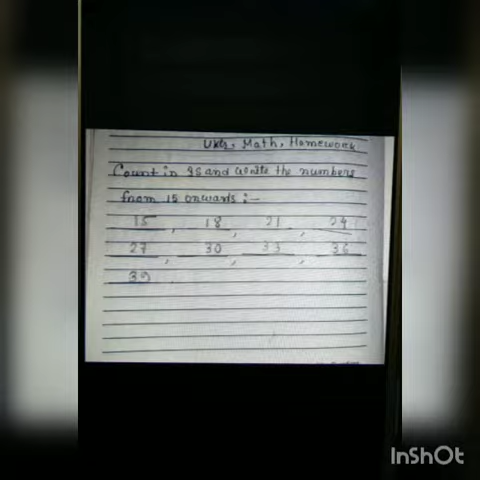 UKG, Math, Homework
Count in 3s and write the numbers
from 15 onwards :-
15, 18, 21, 24,
27, 30, 33, 36
39
InShOt